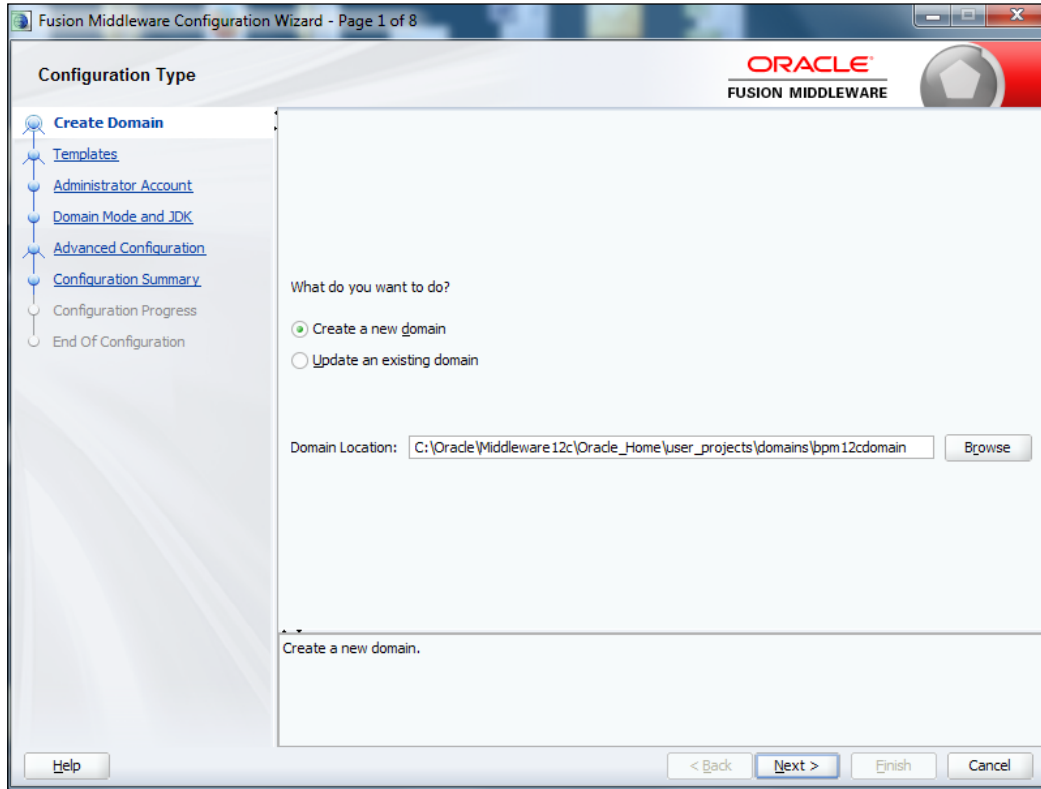 Fusion Middleware Configuration Wizard - Page 1 of 8
Configuration Type
ORACLE
FUSION MIDDLEWARE
Create Domain
Templates
Administrator Account
Domain Mode and JDK
Advanced Configuration
Configuration Summary
Configuration Progress
End Of Configuration
What do you want to do?
Create a new domain
Update an existing domain
Domain Location: C:\Oracle\Middleware12c\Oracle_Home\user_projects\domains\bpm12cdomain Browse
Create a new domain.
Help < Back Next > Finish Cancel